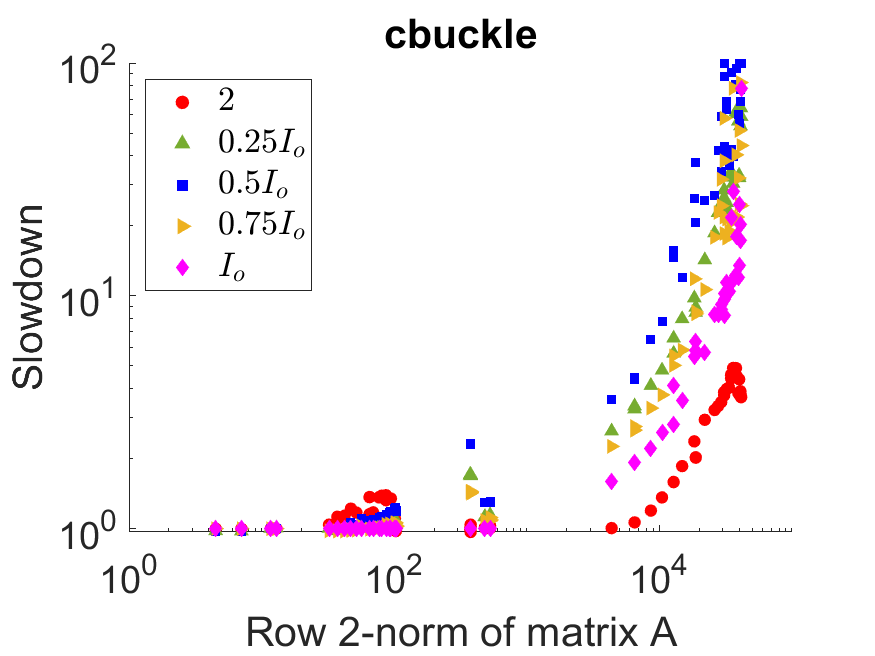 cbuckle
10^2
10^1
10^0
Slowdown
2
0.25I_o
0.5I_o
0.75I_o
I_o
10^0
10^2
10^4
Row 2-norm of matrix A